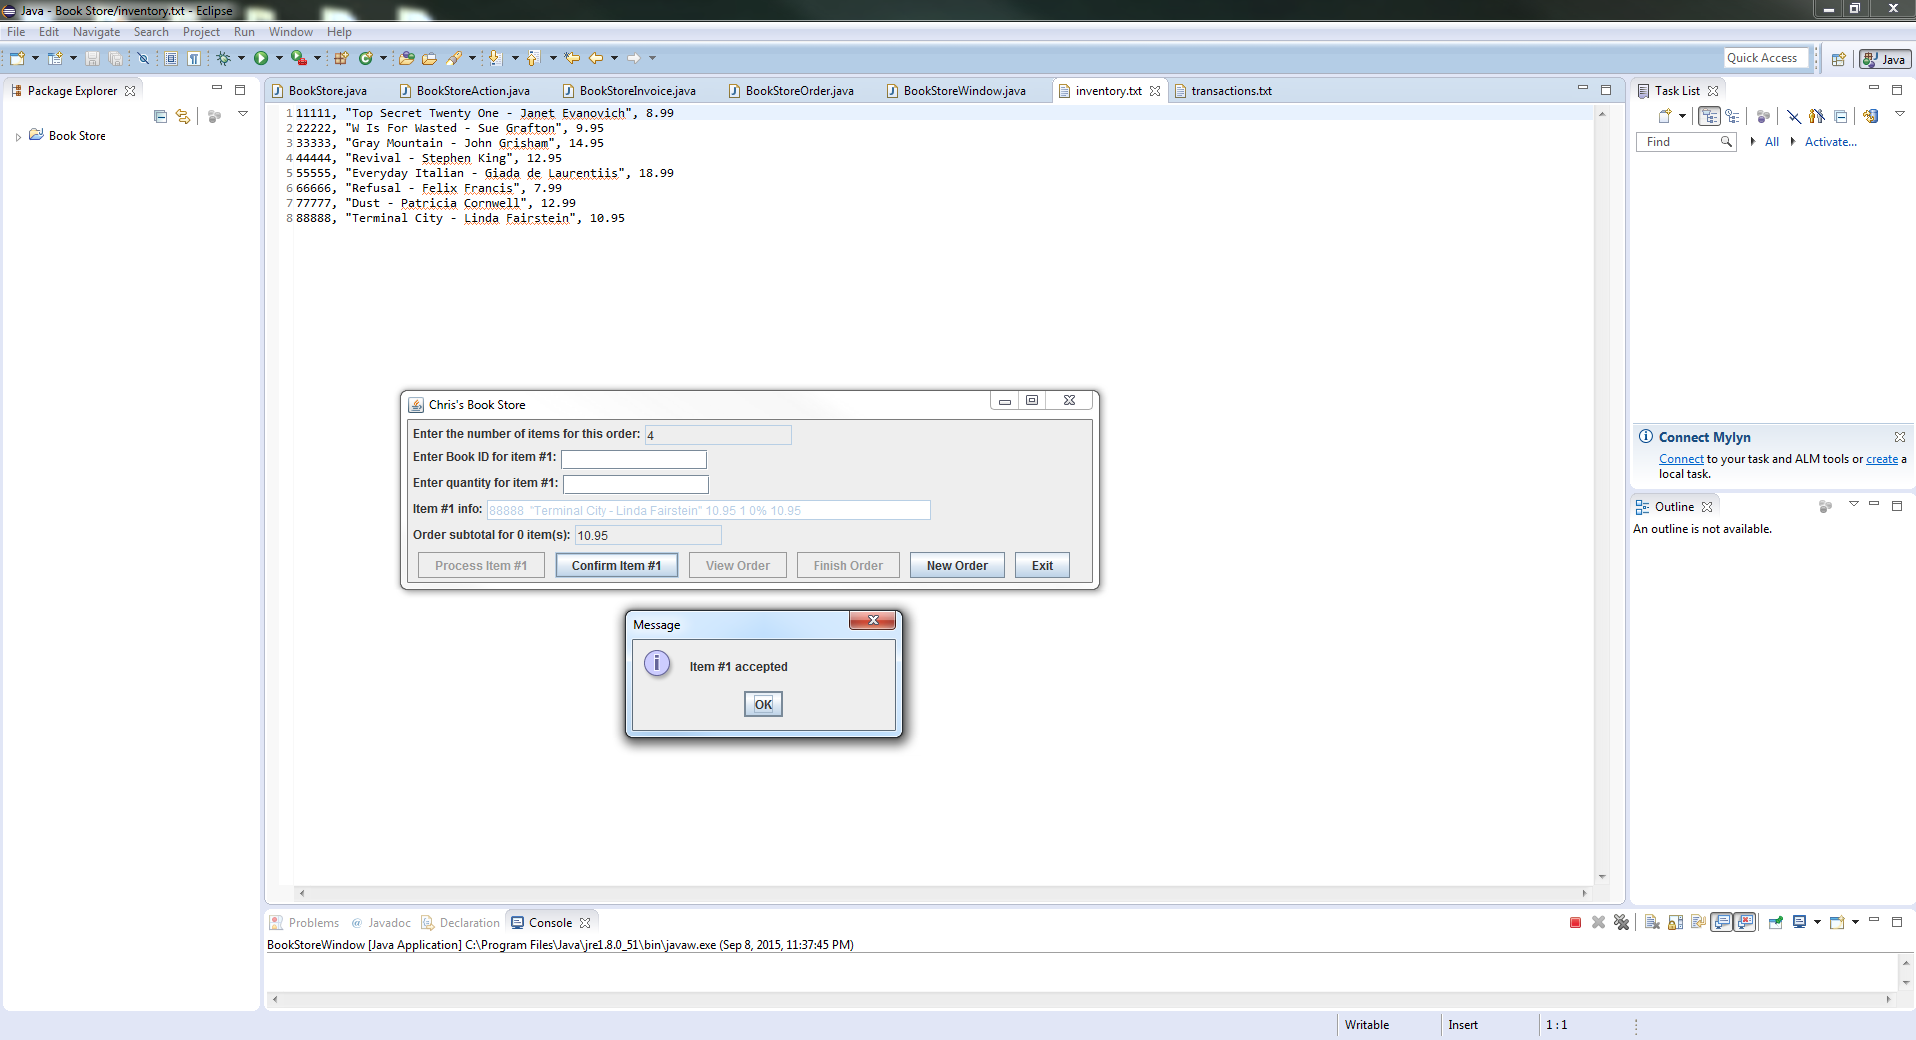 Java - Book Store/inventory.txt - Eclipse
File Edit Navigate Search Project Run Window Help
Quick Access
Java
Package Explorer
Book Store
BookStore.java BookStoreAction.java BookStoreInvoice.java BookStoreOrder.java BookStoreWindow.java inventory.txt transactions.txt
1 11111, "Top Secret Twenty One - Janet Evanovich", 8.99
2 22222, "W Is For Wasted - Sue Grafton", 9.95
3 33333, "Gray Mountain - John Grisham", 14.95
4 44444, "Revival - Stephen King", 12.95
5 55555, "Everyday Italian - Giada de Laurentiis", 18.99
6 66666, "Refusal - Felix Francis", 7.99
7 77777, "Dust - Patricia Cornwell", 12.99
8 88888, "Terminal City - Linda Fairstein", 10.95
Chris's Book Store
Enter the number of items for this order: 4
Enter Book ID for item #1:
Enter quantity for item #1:
Item #1 info: 88888 "Terminal City - Linda Fairstein" 10.95 1 0% 10.95
Order subtotal for 0 item(s): 10.95
Process Item #1 Confirm Item #1 View Order Finish Order New Order Exit
Message
Item #1 accepted
OK
Task List
Find All Activate...
Connect Mylyn
Connect to your task and ALM tools or create a
local task.
Outline
An outline is not available.
Problems @ Javadoc Declaration Console
BookStoreWindow [Java Application] C:\Program Files\Java\jre1.8.0_51\bin\javaw.exe (Sep 8, 2015, 11:37:45 PM)
Writable Insert 1 : 1